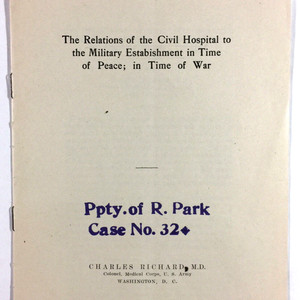 The Relations of the Civil Hospital to
the Military Estabishment in Time
of Peace; in Time of War
Ppty. of R. Park
Case No. 32
CHARLES RICHARD, M.D.
Colonel, Medical Corps, U. S. Army
WASHINGTON, D. C.